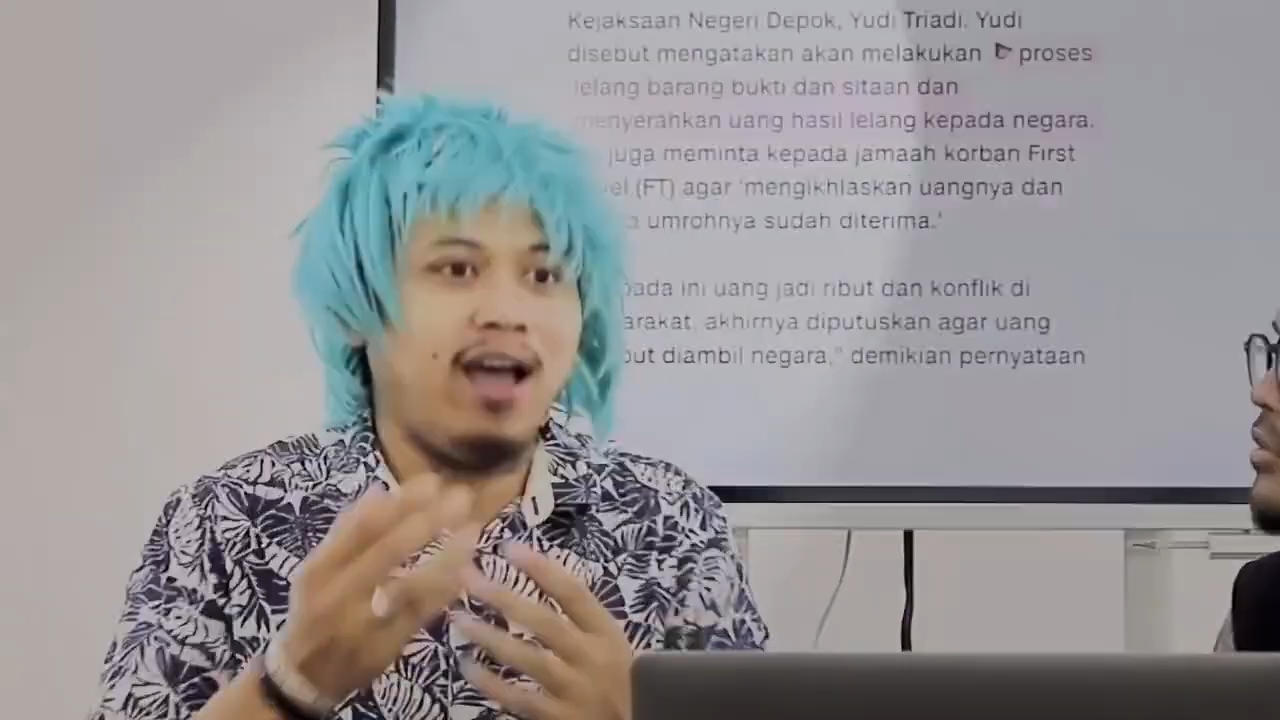 Kejaksaan Negeri Depok, Yudi Triadi. Yudi
disebut mengatakan akan melakukan proses
lelang barang bukti dan sitaan dan
menyerahkan uang hasil lelang kepada negara.
juga meminta kepada jamaah korban First
(FT) agar 'mengikhlaskan uangnya dan
umrohnya sudah diterima.'
ini uang jadi ribut dan konflik di
akhirnya diputuskan agar uang
diambil negara," demikian pernyataan